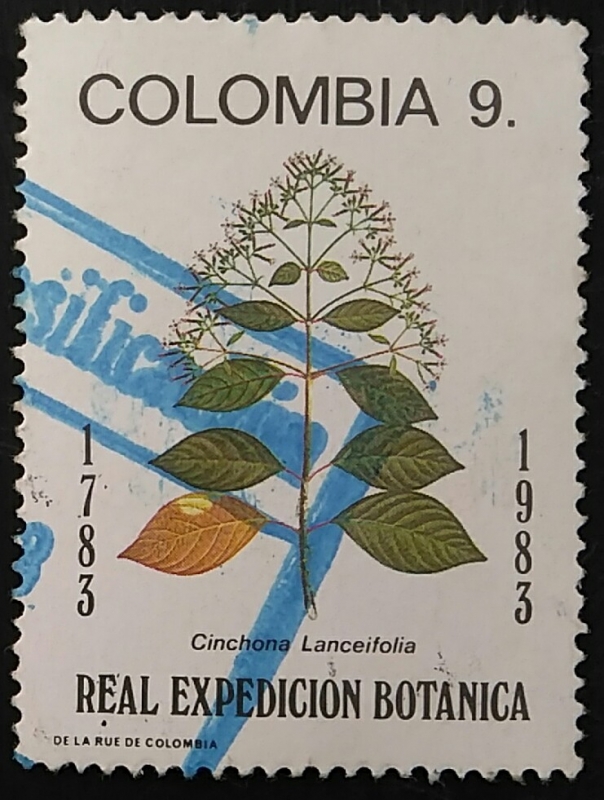 COLOMBIA 9.
1783
1983
Cinchona Lanceifolia
REAL EXPEDICION BOTANICA
DE LA RUE DE COLOMBIA